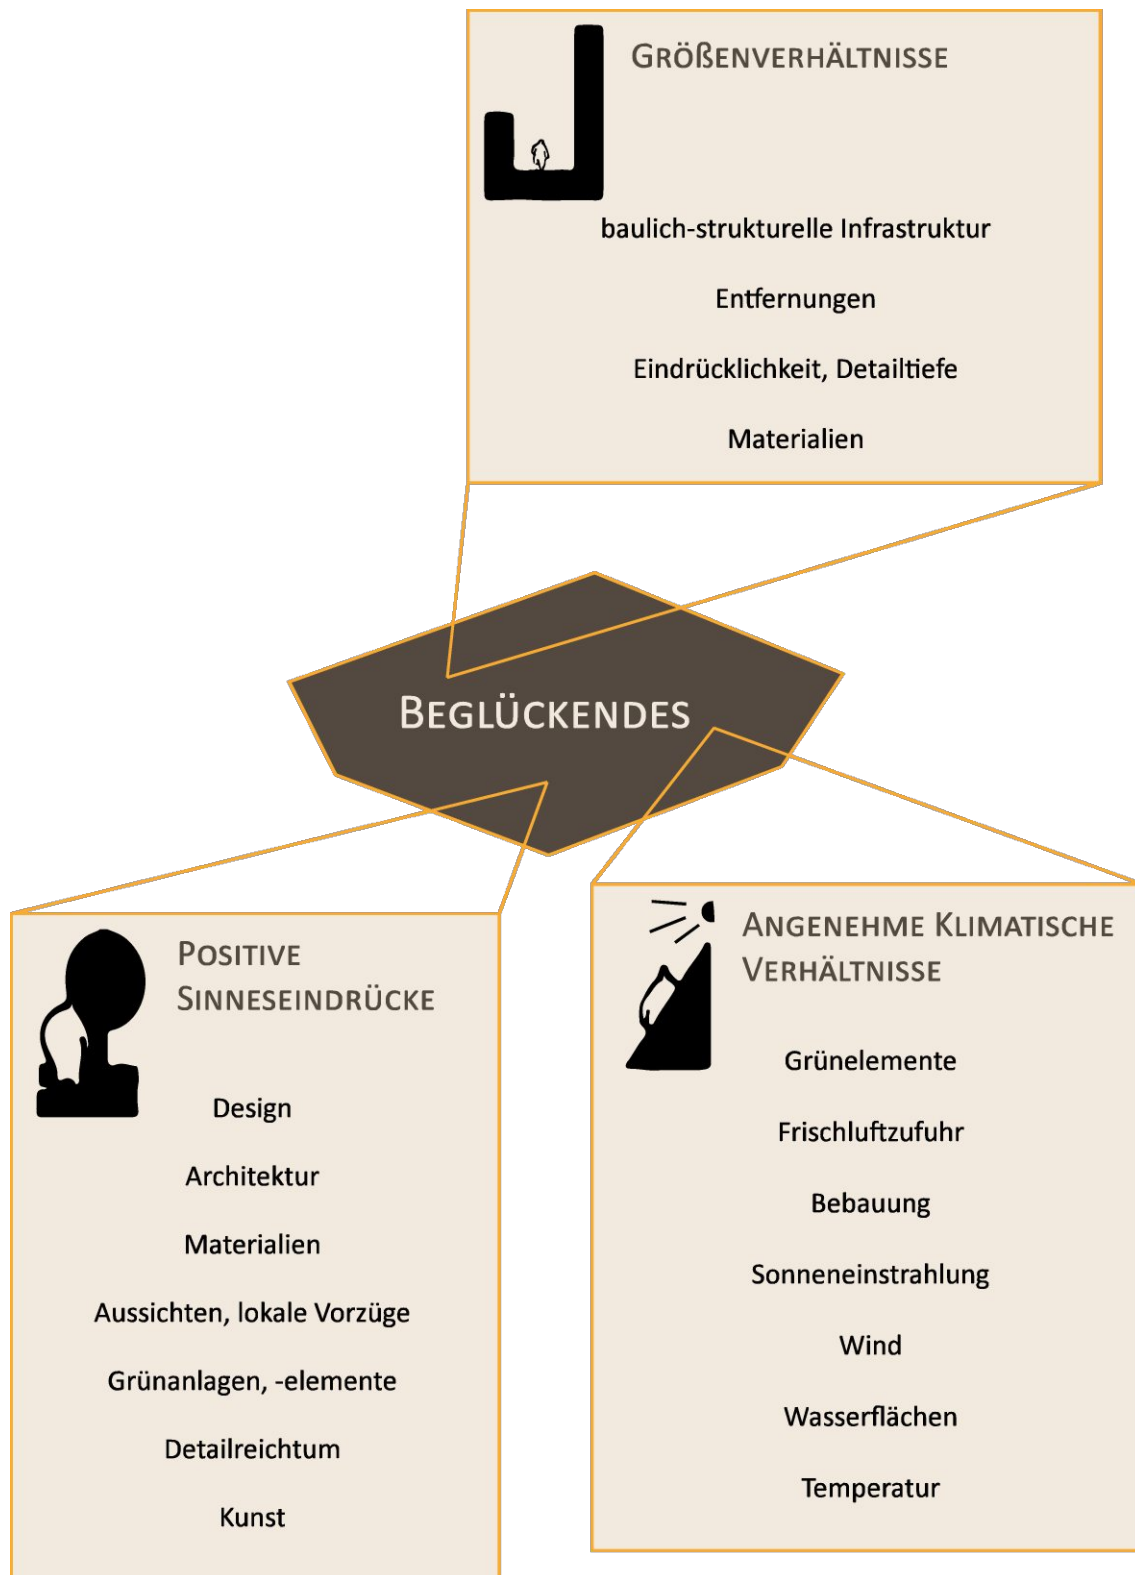 GRÖßENVERHÄLTNISSE
baulich-strukturelle Infrastruktur
Entfernungen
Eindrücklichkeit, Detailtiefe
Materialien
BEGLÜCKENDES
POSITIVE
SINNESEINDRÜCKE
Design
Architektur
Materialien
Aussichten, lokale Vorzüge
Grünanlagen, -elemente
Detailreichtum
Kunst
ANGENEHME KLIMATISCHE
VERHÄLTNISSE
Grünelemente
Frischluftzufuhr
Bebauung
Sonneneinstrahlung
Wind
Wasserflächen
Temperatur